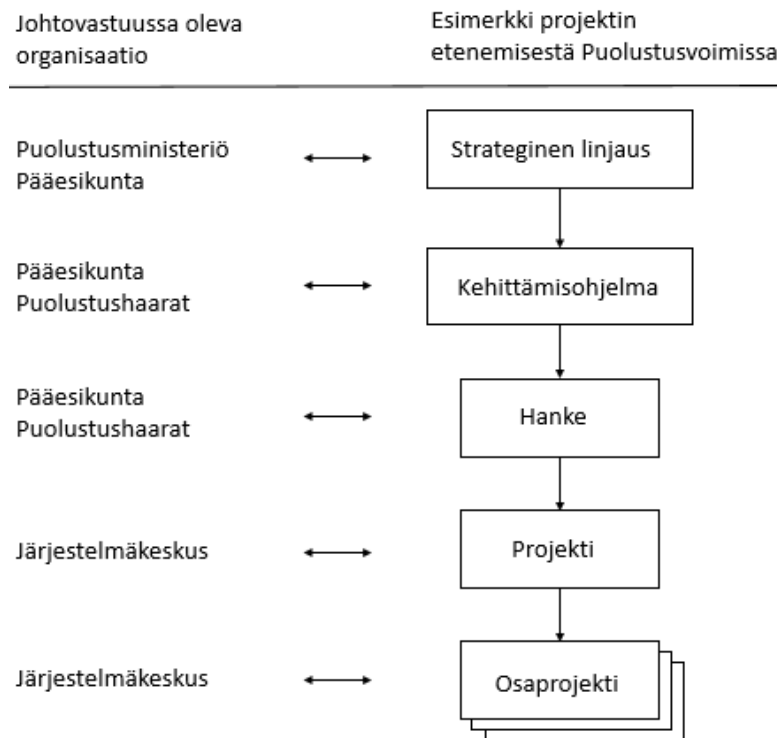 Johtovastuussa oleva
organisaatio
Esimerkki projektin
etenemisestä Puolustusvoimissa
Puolustusministeriö
Pääesikunta
Strateginen linjaus
Pääesikunta
Puolustushaarat
Kehittämisohjelma
Pääesikunta
Puolustushaarat
Hanke
Järjestelmäkeskus
Projekti
Järjestelmäkeskus
Osaprojekti